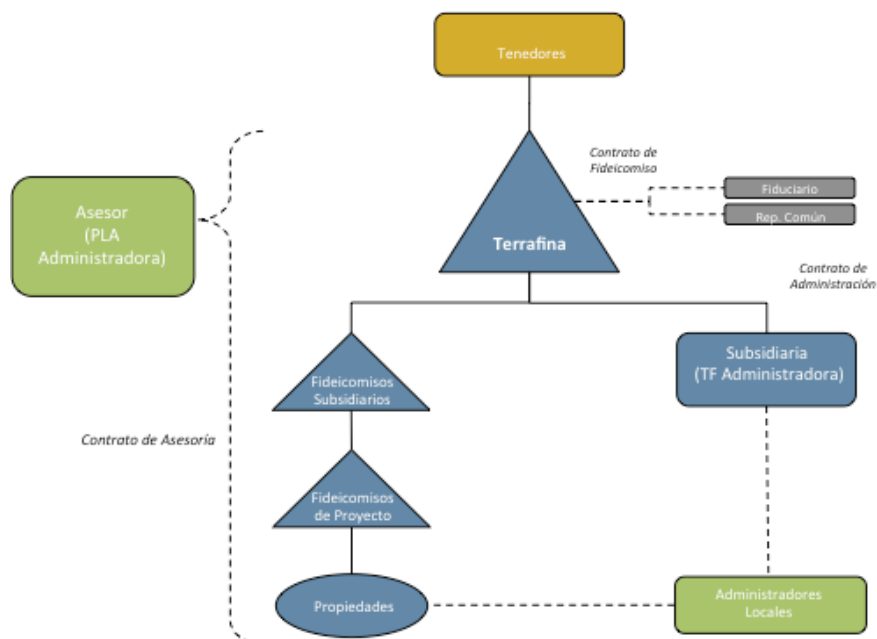 Tenedores
Contrato de
Fideicomiso
Fiduciario
Rep. Común
Asesor
(PLA
Administradora)
Terrafina
Contrato de
Administración
Subsidiaria
(TF Administradora)
Fideicomisos
Subsidiarios
Contrato de Asesoría
Fideicomisos
de Proyecto
Propiedades
Administradores
Locales